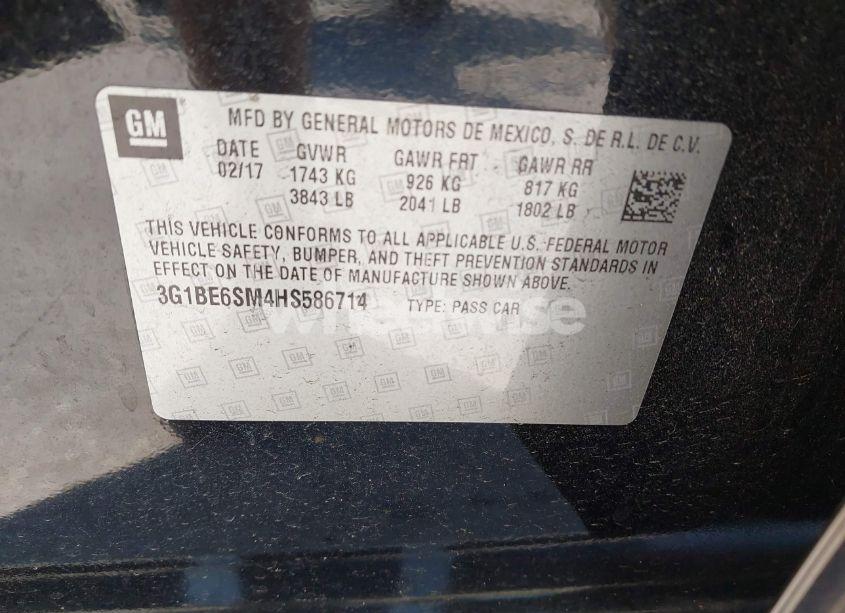 GM
MFD BY GENERAL MOTORS DE MEXICO, S. DE R.L. DE C.V.
DATE GVWR GAWR FRT GAWR RR
02/17 1743 KG 926 KG 817 KG
3843 LB 2041 LB 1802 LB
THIS VEHICLE CONFORMS TO ALL APPLICABLE U.S. FEDERAL MOTOR
VEHICLE SAFETY, BUMPER, AND THEFT PREVENTION STANDARDS IN
EFFECT ON THE DATE OF MANUFACTURE SHOWN ABOVE.
3G1BE6SM4HS586714 TYPE: PASS CAR